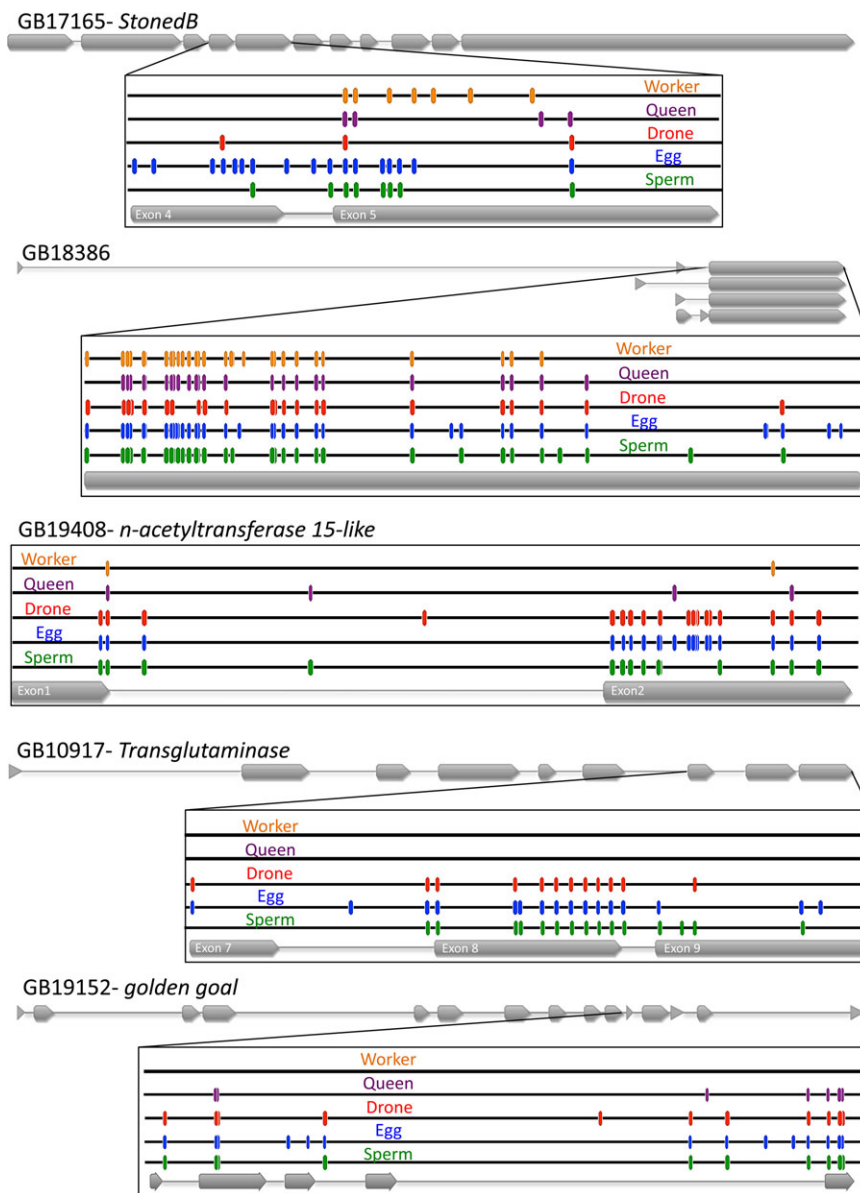 GB17165- StonedB
Worker
Queen
Drone
Egg
Sperm
Exon 4
Exon 5
GB18386
Worker
Queen
Drone
Egg
Sperm
GB19408- n-acetyltransferase 15-like
Worker
Queen
Drone
Egg
Sperm
Exon1
Exon2
GB10917- Transglutaminase
Worker
Queen
Drone
Egg
Sperm
Exon 7
Exon 8
Exon 9
GB19152- golden goal
Worker
Queen
Drone
Egg
Sperm